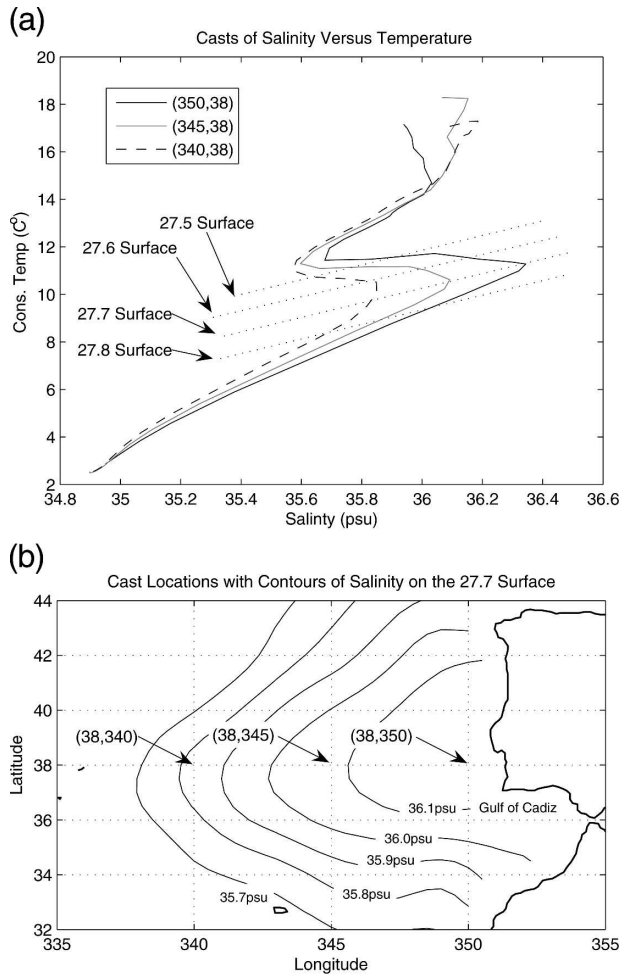 (a)
Casts of Salinity Versus Temperature
20
18
16
14
12
10
8
6
4
2
Cons. Temp (C°)
(350,38)
(345,38)
(340,38)
27.5 Surface
27.6 Surface
27.7 Surface
27.8 Surface
34.8 35 35.2 35.4 35.6 35.8 36 36.2 36.4 36.6
Salinty (psu)
(b)
Cast Locations with Contours of Salinity on the 27.7 Surface
44
42
40
38
36
34
32
Latitude
(38,340) (38,345) (38,350)
36.1psu Gulf of Cadiz
36.0psu
35.9psu
35.8psu
35.7psu
335 340 345 350 355
Longitude